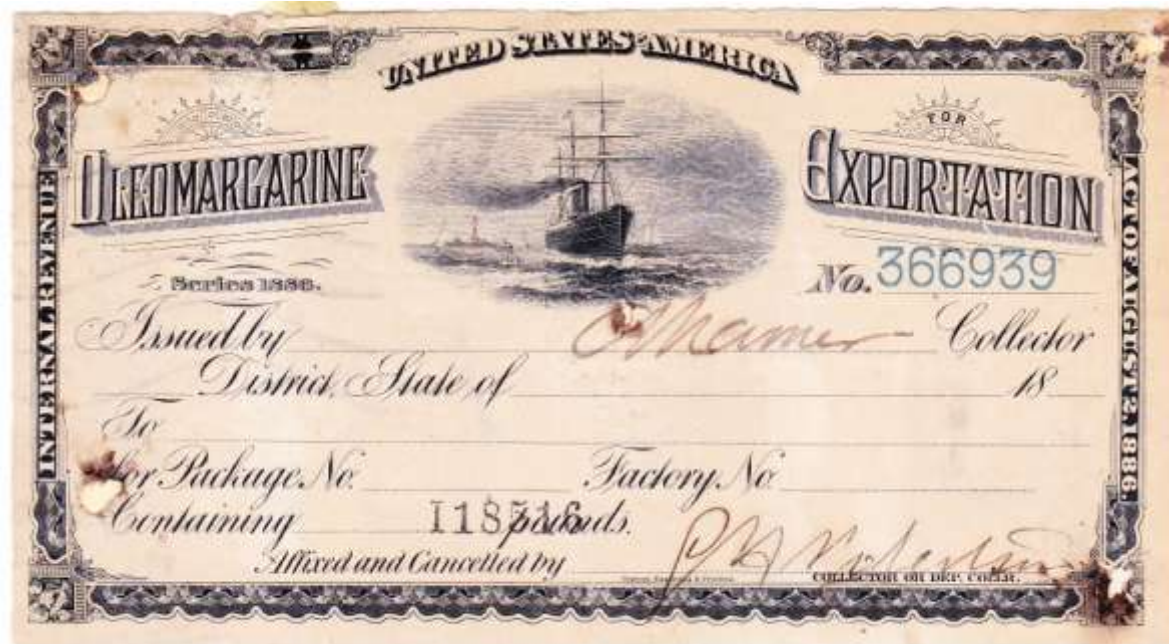 UNITED STATES AMERICA
OLEOMARGARINE
FOR
EXPORTATION
Series 1886.
No. 366939
INTERNAL REVENUE
ACT OF AUGUST 2, 1886.
Issued by Collector
District, State of 18
To
For Package No. Factory No
Containing 118516 pounds.
Affixed and Cancelled by
COLLECTOR OR DEP. COLLR.